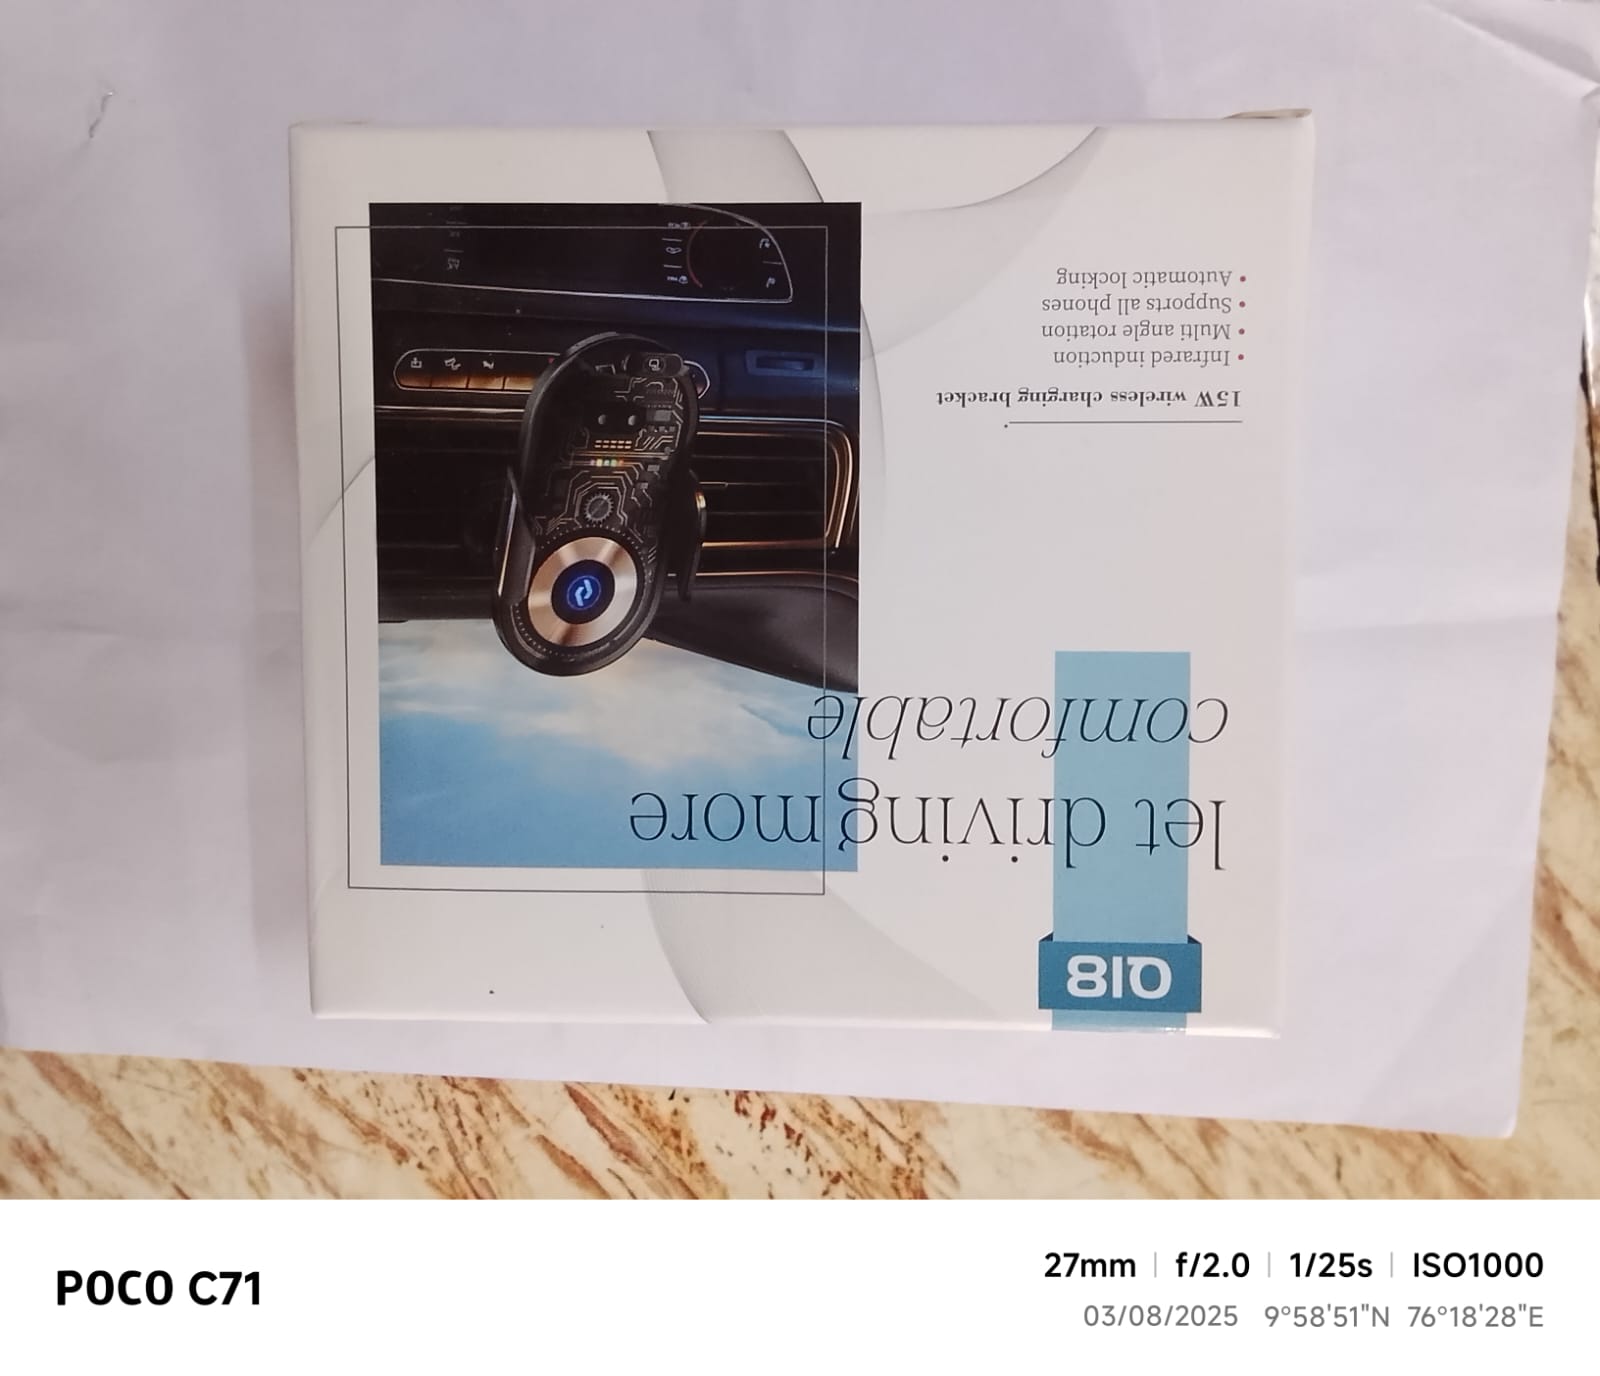 Q18
let driving more
comfortable
15W wireless charging bracket
• Infrared induction
• Multi angle rotation
• Supports all phones
• Automatic locking
POCO C71
27mm | f/2.0 | 1/25s | ISO1000
03/08/2025 9°58'51"N 76°18'28"E